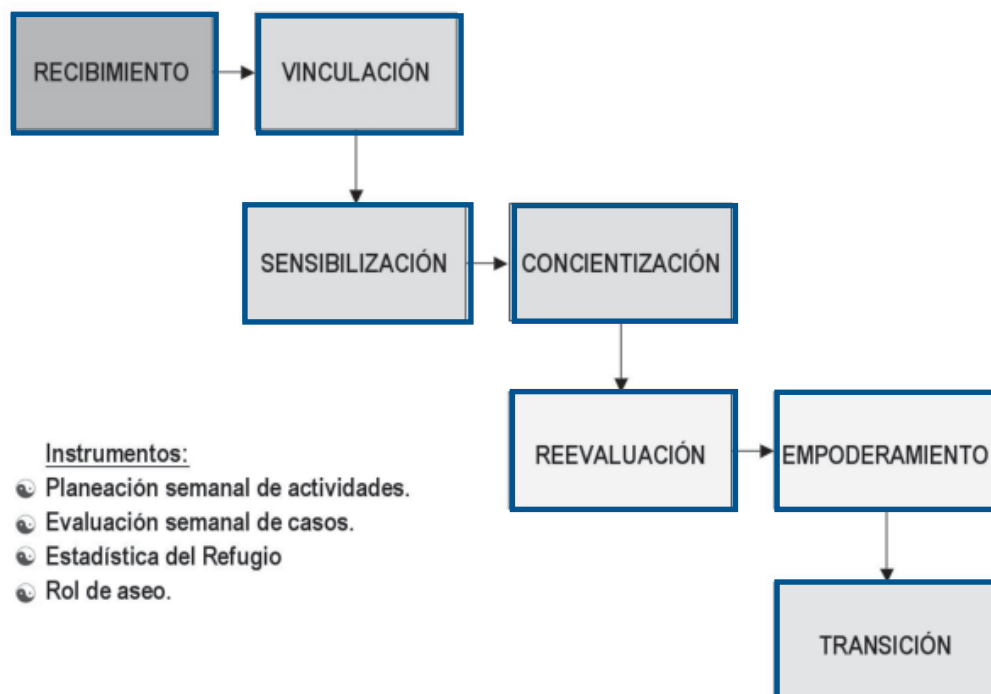 RECIBIMIENTO
VINCULACIÓN
SENSIBILIZACIÓN
CONCIENTIZACIÓN
REEVALUACIÓN
EMPODERAMIENTO
TRANSICIÓN
Instrumentos:
Planeación semanal de actividades.
Evaluación semanal de casos.
Estadística del Refugio
Rol de aseo.